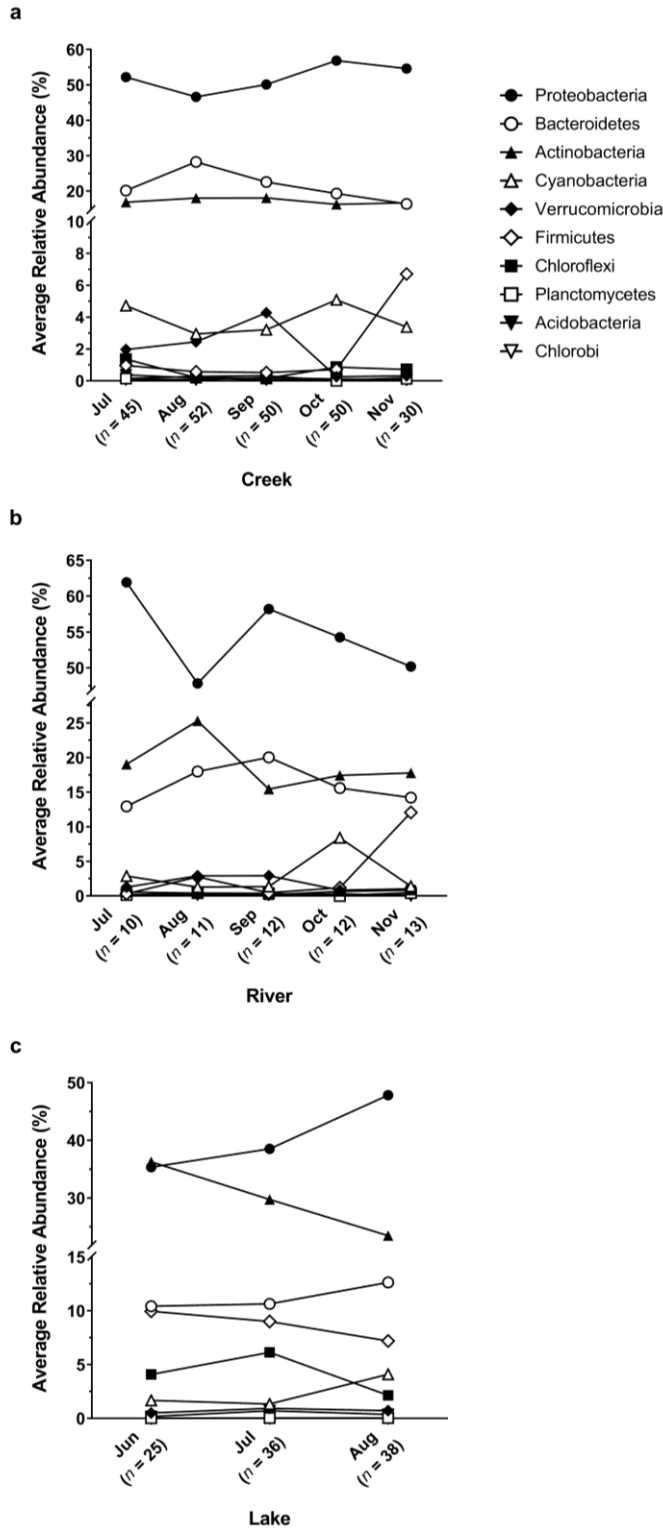 a
Average Relative Abundance (%)
60
50
40
30
20
10
8
6
4
2
0
Jul
(n = 45)
Aug
(n = 52)
Sep
(n = 50)
Oct
(n = 50)
Nov
(n = 30)
Creek
Proteobacteria
Bacteroidetes
Actinobacteria
Cyanobacteria
Verrucomicrobia
Firmicutes
Chloroflexi
Planctomycetes
Acidobacteria
Chlorobi
b
Average Relative Abundance (%)
65
60
55
50
25
20
15
10
5
0
Jul
(n = 10)
Aug
(n = 11)
Sep
(n = 12)
Oct
(n = 12)
Nov
(n = 13)
River
c
Average Relative Abundance (%)
50
40
30
15
10
5
0
Jun
(n = 25)
Jul
(n = 36)
Aug
(n = 38)
Lake